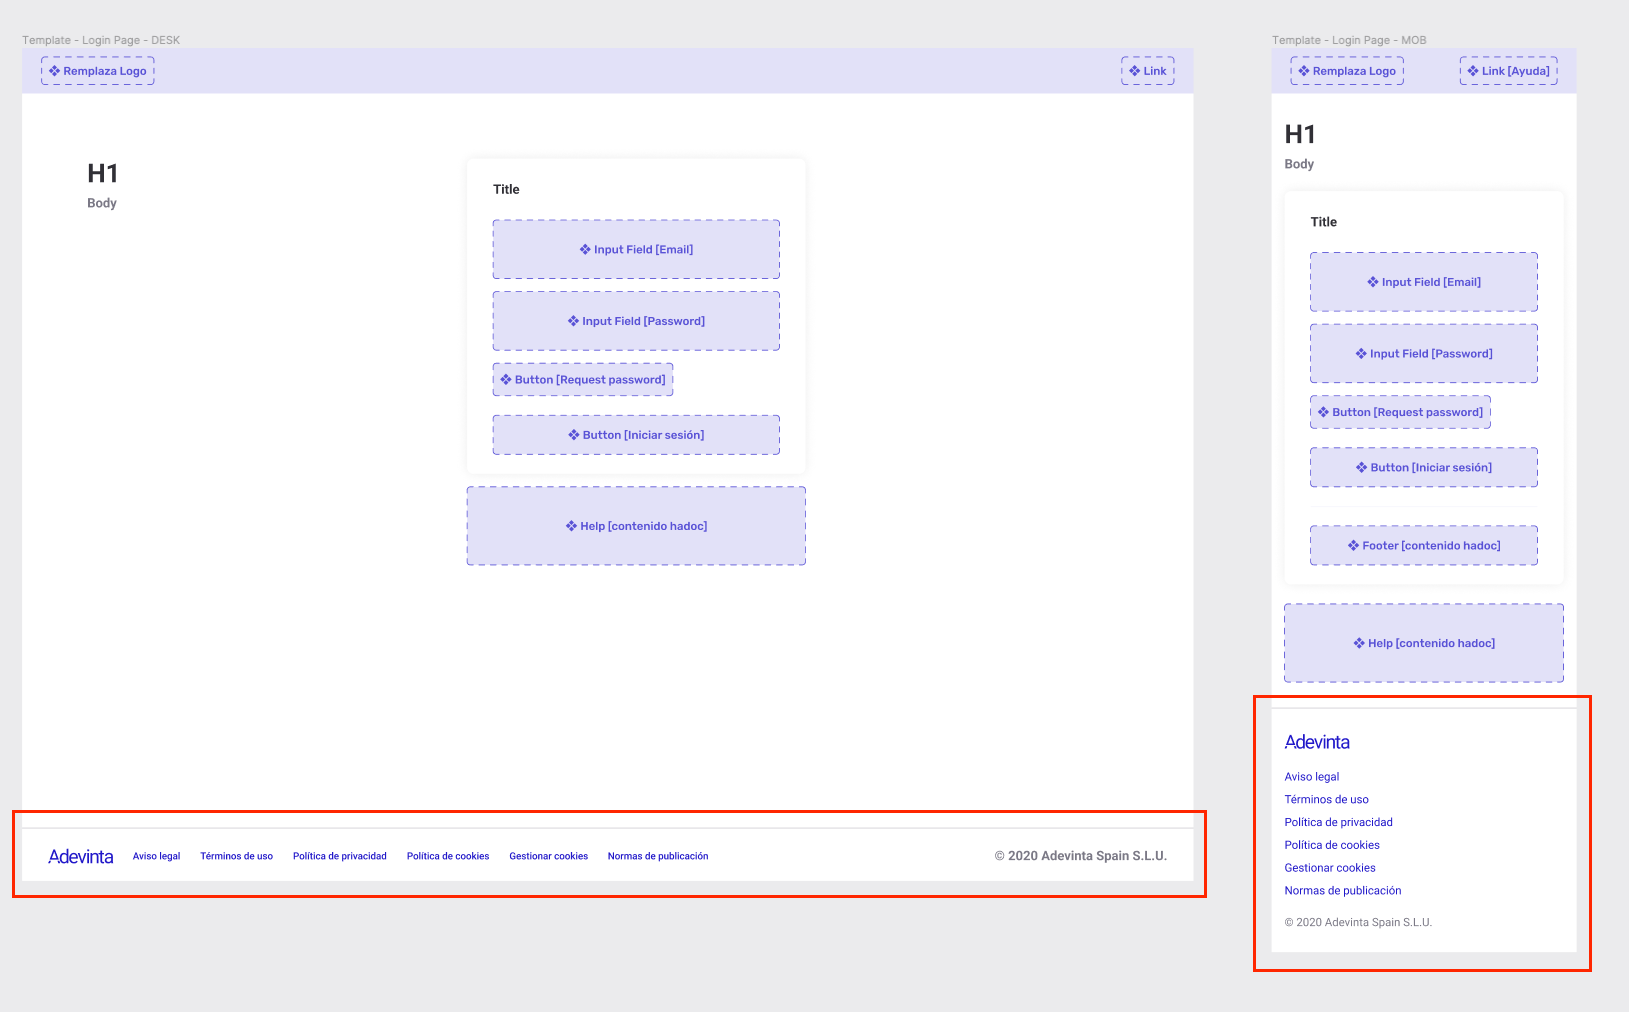 Template - Login Page - DESK
Remplaza Logo
Link
H1
Body
Title
Input Field [Email]
Input Field [Password]
Button [Request password]
Button [Iniciar sesión]
Help [contenido hadoc]
Adevinta
Aviso legal
Términos de uso
Política de privacidad
Política de cookies
Gestionar cookies
Normas de publicación
© 2020 Adevinta Spain S.L.U.
Template - Login Page - MOB
Remplaza Logo
Link [Ayuda]
H1
Body
Title
Input Field [Email]
Input Field [Password]
Button [Request password]
Button [Iniciar sesión]
Footer [contenido hadoc]
Help [contenido hadoc]
Adevinta
Aviso legal
Términos de uso
Política de privacidad
Política de cookies
Gestionar cookies
Normas de publicación
© 2020 Adevinta Spain S.L.U.